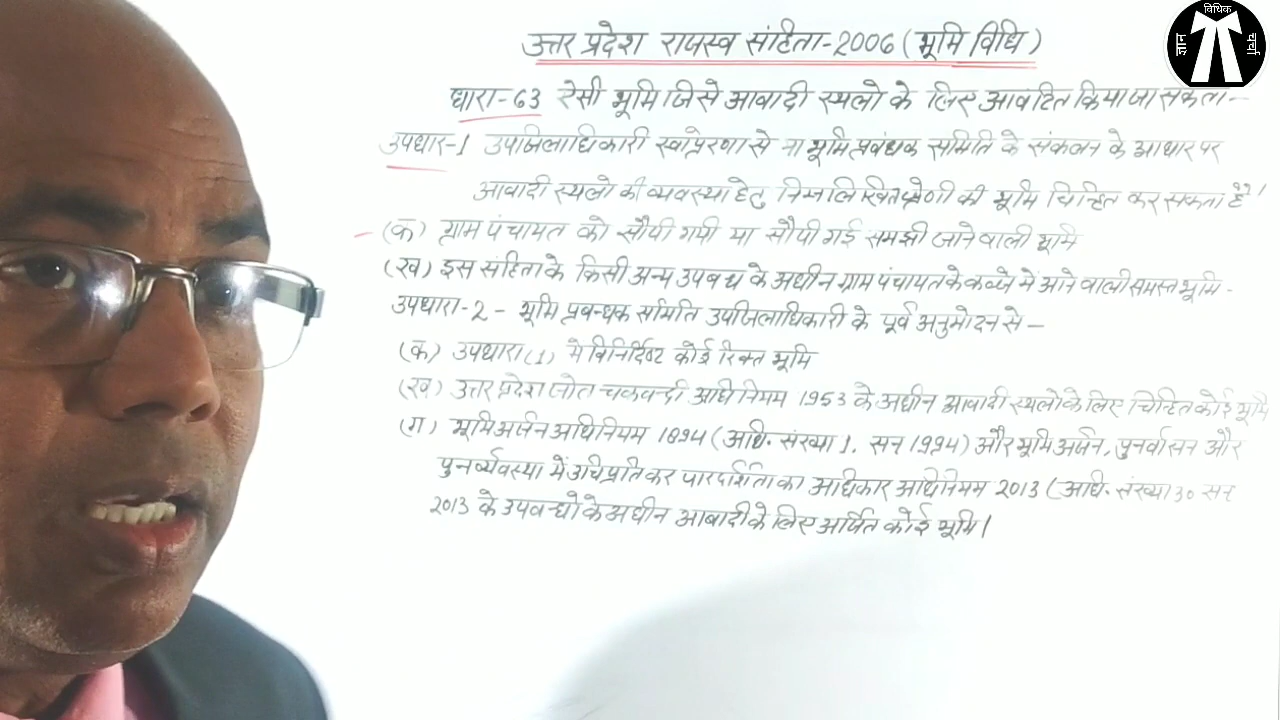 विधिक
ज्ञान
चर्चा
उत्तर प्रदेश राजस्व संहिता-2006 (भूमि विधि)
धारा-63 ऐसी भूमि जिसे आबादी स्थलो के लिए आवंटित किया जा सकता-
उपधार-1 उपजिलाधिकारी स्वप्रेरणा से या भूमि प्रबंधक समिति के संकल्प के आधार पर
आबादी स्थलो की व्यवस्था हेतु निम्नलिखित श्रेणी की भूमि चिन्हित कर सकता है।
(क) ग्राम पंचायत को सौपी गयी या सौपी गई समझी जाने वाली भूमि
(ख) इस संहिता के किसी अन्य उपबंध के अधीन ग्राम पंचायत के कब्जे मे आने वाली समस्त भूमि -
उपधारा-2 - भूमि प्रबन्धक समिति उपजिलाधिकारी के पूर्व अनुमोदन से -
(क) उपधारा (1) मे विनिर्दिष्ट कोई रिक्त भूमि
(ख) उत्तर प्रदेश जोत चकबन्दी अधिनियम 1953 के अधीन आबादी स्थलो के लिए चिन्हित कोई भूमि
(ग) भूमि अर्जन अधिनियम 1894 (अधि. संख्या 1. सन 1994) और भूमि अर्जन, पुनर्वासन और
पुनर्व्यवस्था में उचि प्रतिकर पारदर्शिता का अधिकार अधिनियम 2013 (अधि. संख्या 30 सन
2013 के उपबन्धो के अधीन आबादी के लिए अर्जित कोई भूमि।